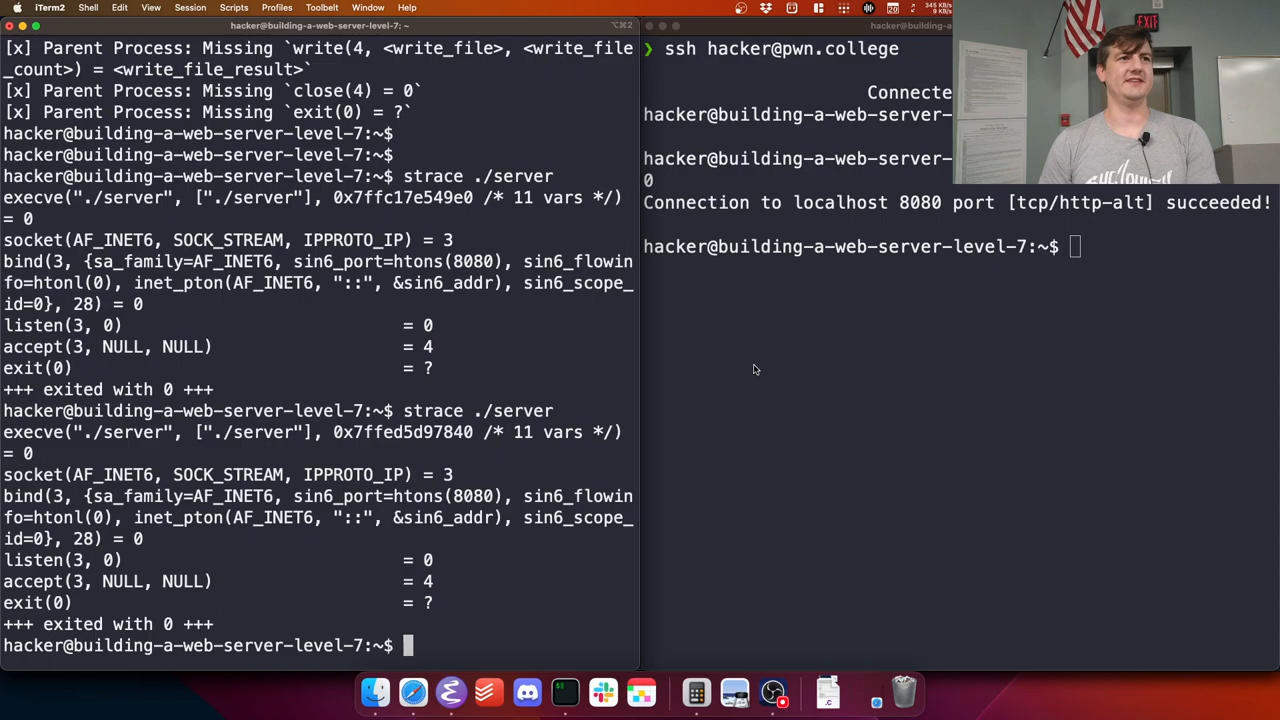 iTerm2 Shell Edit View Session Scripts Profiles Toolbelt Window Help
20
345 KB/s
9 KB/s
hacker@building-a-web-server-level-7: ~
⌥⌘2
hacker@building-a
[x] Parent Process: Missing `write(4, <write_file>, <write_file
_count>) = <write_file_result>`
[x] Parent Process: Missing `close(4) = 0`
[x] Parent Process: Missing `exit(0) = ?`
hacker@building-a-web-server-level-7:~$
hacker@building-a-web-server-level-7:~$
hacker@building-a-web-server-level-7:~$ strace ./server
execve("./server", ["./server"], 0x7ffc17e549e0 /* 11 vars */)
= 0
socket(AF_INET6, SOCK_STREAM, IPPROTO_IP) = 3
bind(3, {sa_family=AF_INET6, sin6_port=htons(8080), sin6_flowin
fo=htonl(0), inet_pton(AF_INET6, "::", &sin6_addr), sin6_scope_
id=0}, 28) = 0
listen(3, 0) = 0
accept(3, NULL, NULL) = 4
exit(0) = ?
+++ exited with 0 +++
hacker@building-a-web-server-level-7:~$ strace ./server
execve("./server", ["./server"], 0x7ffed5d97840 /* 11 vars */)
= 0
socket(AF_INET6, SOCK_STREAM, IPPROTO_IP) = 3
bind(3, {sa_family=AF_INET6, sin6_port=htons(8080), sin6_flowin
fo=htonl(0), inet_pton(AF_INET6, "::", &sin6_addr), sin6_scope_
id=0}, 28) = 0
listen(3, 0) = 0
accept(3, NULL, NULL) = 4
exit(0) = ?
+++ exited with 0 +++
hacker@building-a-web-server-level-7:~$
❯ ssh hacker@pwn.college
Connecte
hacker@building-a-web-server-
hacker@building-a-web-server-
0
Connection to localhost 8080 port [tcp/http-alt] succeeded!
hacker@building-a-web-server-level-7:~$
EXIT
.C